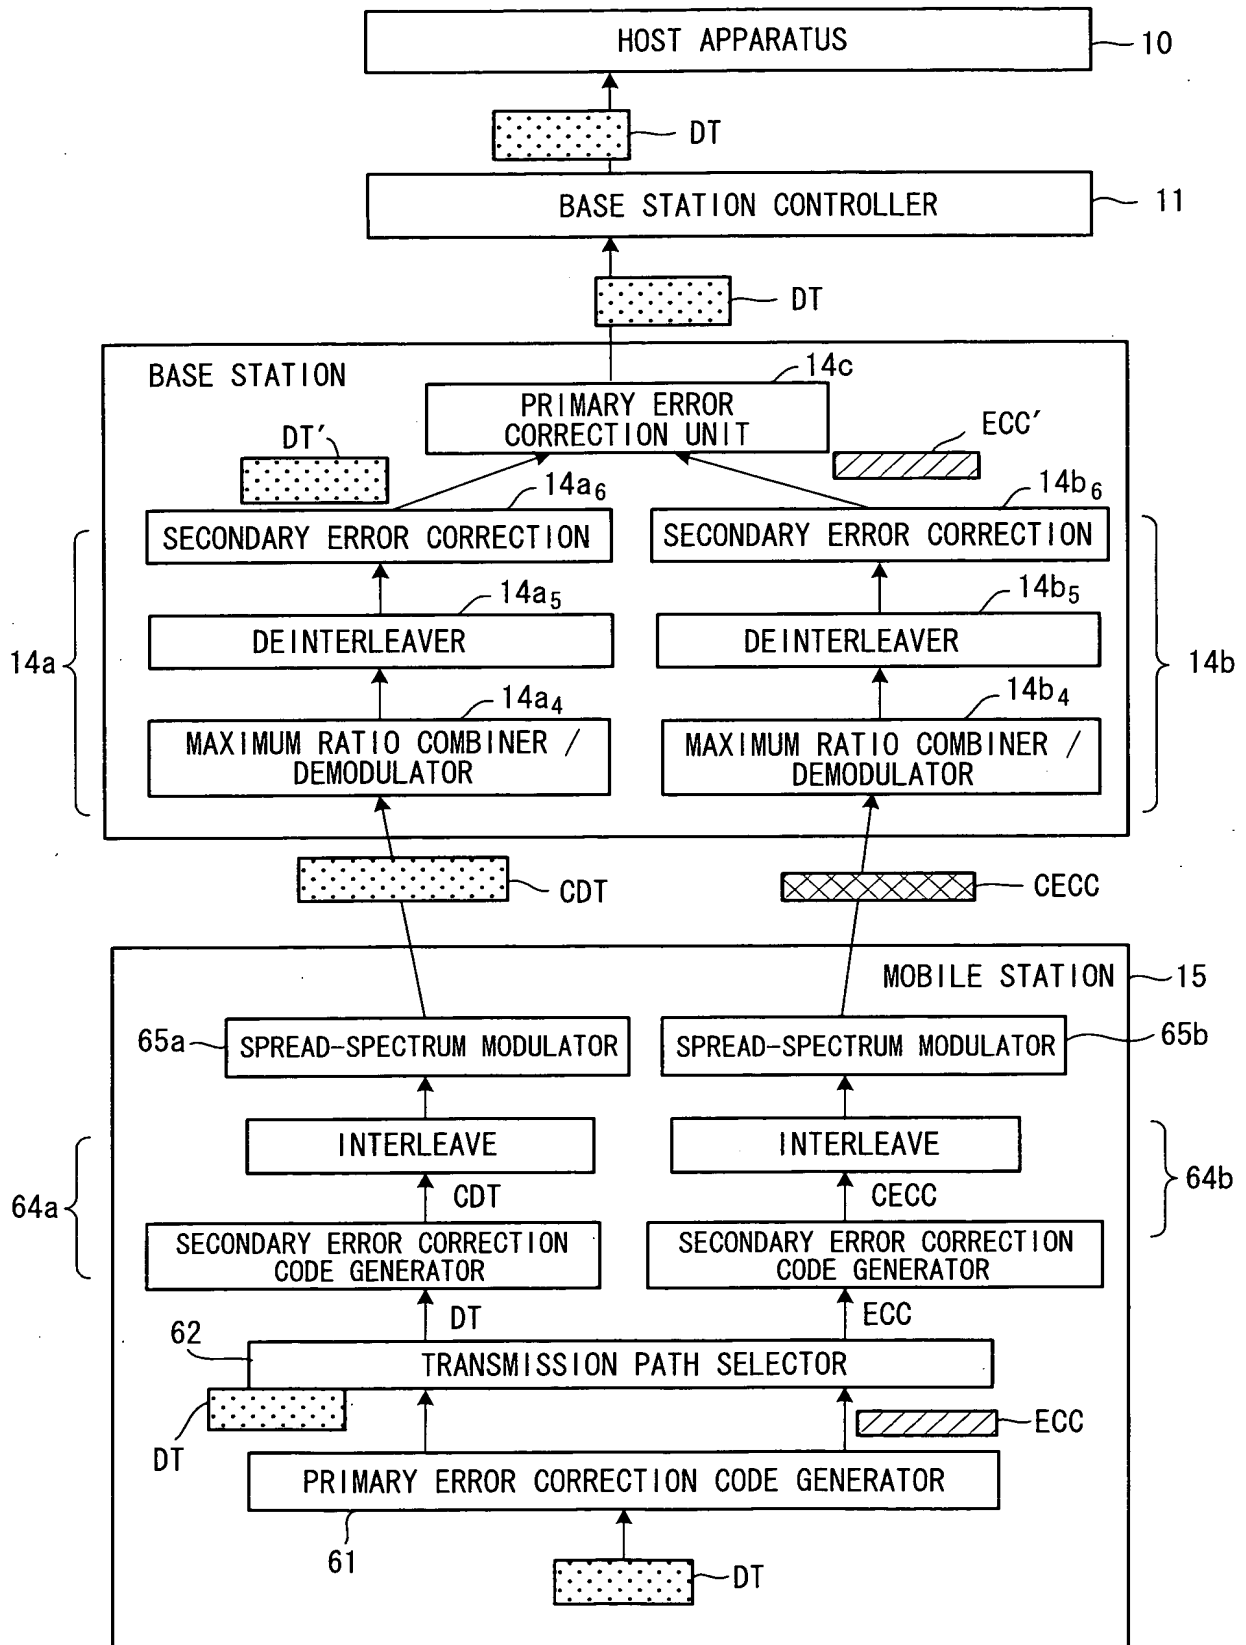 HOST APPARATUS
10
DT
BASE STATION CONTROLLER
11
DT
BASE STATION
14c
PRIMARY ERROR
CORRECTION UNIT
DT'
ECC'
14a6
14b6
SECONDARY ERROR CORRECTION
SECONDARY ERROR CORRECTION
14a5
14b5
DEINTERLEAVER
DEINTERLEAVER
14a
14b
14a4
14b4
MAXIMUM RATIO COMBINER /
DEMODULATOR
MAXIMUM RATIO COMBINER /
DEMODULATOR
CDT
CECC
MOBILE STATION
15
65a
SPREAD-SPECTRUM MODULATOR
SPREAD-SPECTRUM MODULATOR
65b
INTERLEAVE
INTERLEAVE
64a
64b
CDT
CECC
SECONDARY ERROR CORRECTION
CODE GENERATOR
SECONDARY ERROR CORRECTION
CODE GENERATOR
DT
ECC
62
TRANSMISSION PATH SELECTOR
DT
ECC
PRIMARY ERROR CORRECTION CODE GENERATOR
61
DT